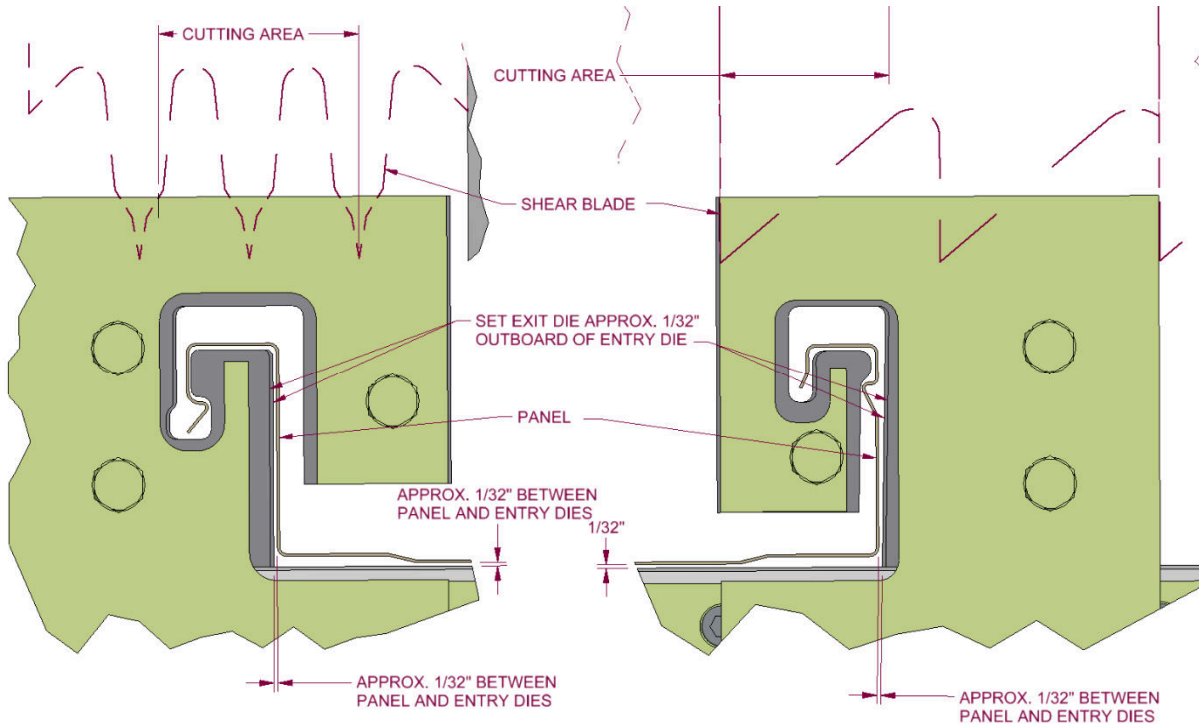 CUTTING AREA
CUTTING AREA
SHEAR BLADE
SET EXIT DIE APPROX. 1/32"
OUTBOARD OF ENTRY DIE
PANEL
APPROX. 1/32" BETWEEN
PANEL AND ENTRY DIES
1/32"
APPROX. 1/32" BETWEEN
PANEL AND ENTRY DIES
APPROX. 1/32" BETWEEN
PANEL AND ENTRY DIES